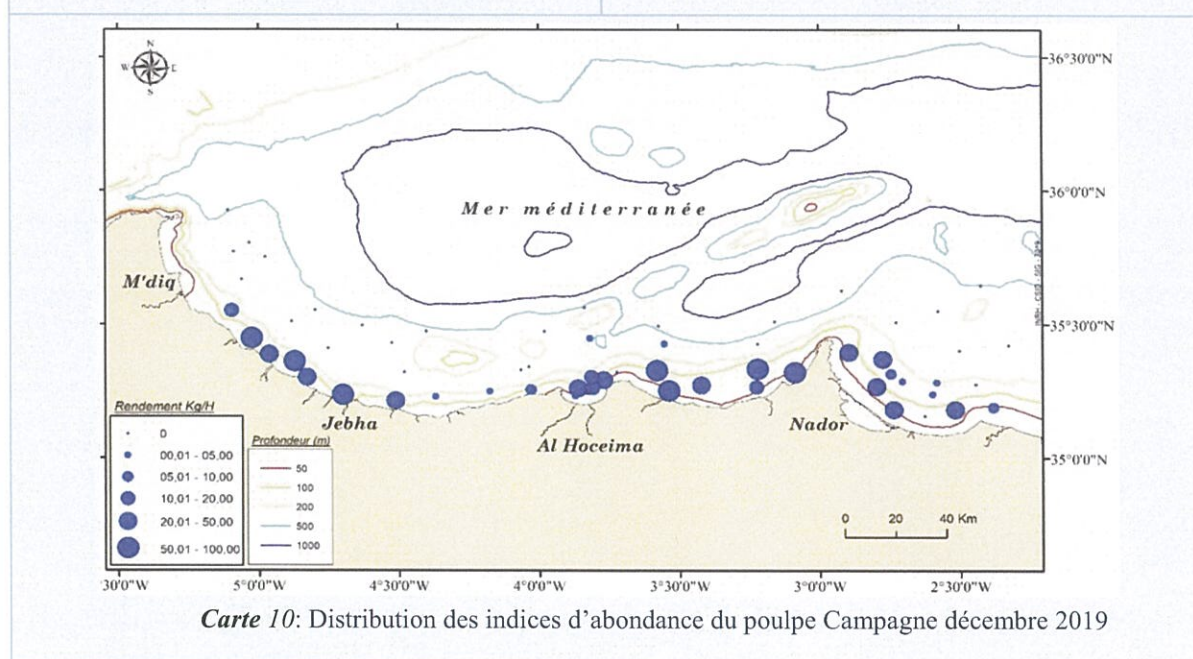 N
W E
S
36°30'0"N
36°0'0"N
35°30'0"N
35°0'0"N
Mer méditerranée
M'diq
Jebha
Al Hoceima
Nador
Rendement Kg/H
0
00,01 - 05,00
05,01 - 10,00
10,01 - 20,00
20,01 - 50,00
50,01 - 100,00
Profondeur (m)
50
100
200
500
1000
0 20 40 Km
4°30'0"W 4°0'0"W 3°30'0"W 3°0'0"W 2°30'0"W
Carte 10: Distribution des indices d'abondance du poulpe Campagne décembre 2019